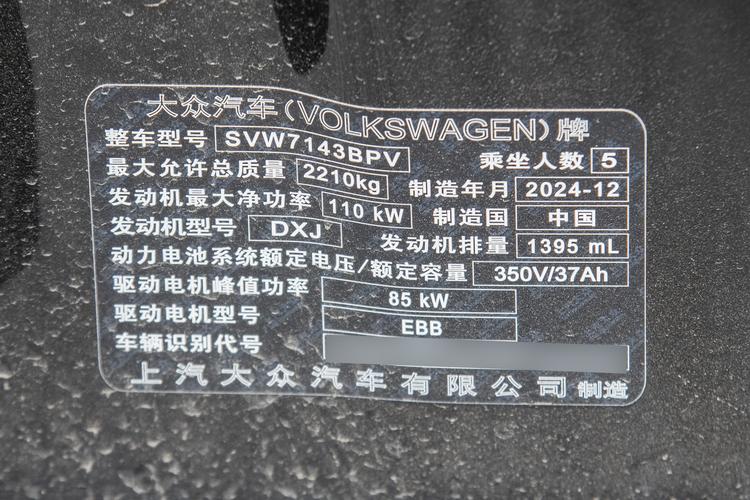 大众汽车(VOLKSWAGEN)牌
整车型号 SVW7143BPV 乘坐人数 5
最大允许总质量 2210kg 制造年月 2024-12
发动机最大净功率 110 kW 制造国 中国
发动机型号 DXJ 发动机排量 1395 mL
动力电池系统额定电压/额定容量 350V/37Ah
驱动电机峰值功率 85 kW
驱动电机型号 EBB
车辆识别代号
上汽大众汽车有限公司 制造